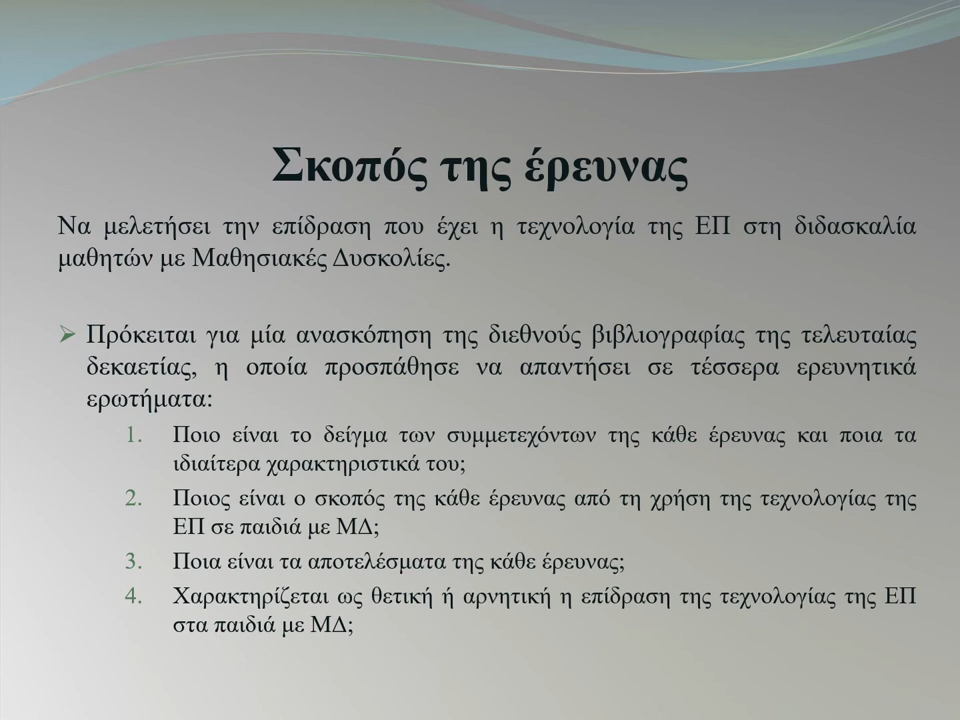 Σκοπός της έρευνας
Να μελετήσει την επίδραση που έχει η τεχνολογία της ΕΠ στη διδασκαλία
μαθητών με Μαθησιακές Δυσκολίες.
➢ Πρόκειται για μία ανασκόπηση της διεθνούς βιβλιογραφίας της τελευταίας
δεκαετίας, η οποία προσπάθησε να απαντήσει σε τέσσερα ερευνητικά
ερωτήματα:
1. Ποιο είναι το δείγμα των συμμετεχόντων της κάθε έρευνας και ποια τα
ιδιαίτερα χαρακτηριστικά του;
2. Ποιος είναι ο σκοπός της κάθε έρευνας από τη χρήση της τεχνολογίας της
ΕΠ σε παιδιά με ΜΔ;
3. Ποια είναι τα αποτελέσματα της κάθε έρευνας;
4. Χαρακτηρίζεται ως θετική ή αρνητική η επίδραση της τεχνολογίας της ΕΠ
στα παιδιά με ΜΔ;